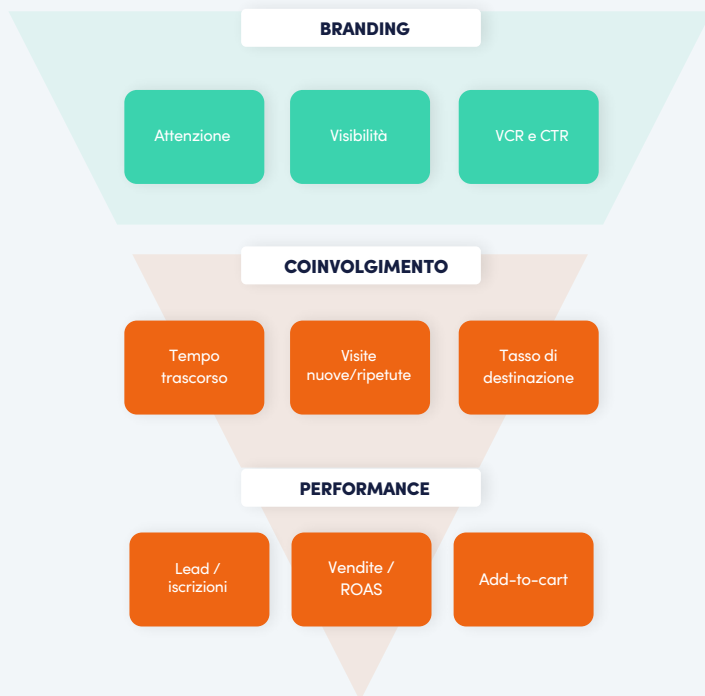 BRANDING
Attenzione
Visibilità
VCR e CTR
COINVOLGIMENTO
Tempo
trascorso
Visite
nuove/ripetute
Tasso di
destinazione
PERFORMANCE
Lead /
iscrizioni
Vendite /
ROAS
Add-to-cart